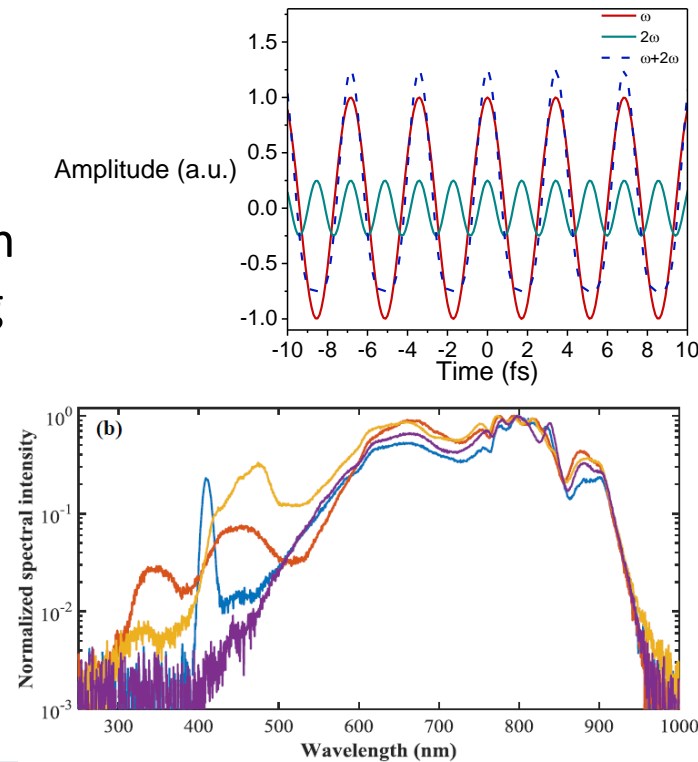 ω
2ω
ω+2ω
1.5
1.0
0.5
0.0
-0.5
-1.0
Amplitude (a.u.)
-10 -8 -6 -4 -2 0 2 4 6 8 10
Time (fs)
(b)
10^0
10^-1
10^-2
10^-3
Normalized spectral intensity
300 400 500 600 700 800 900 1000
Wavelength (nm)